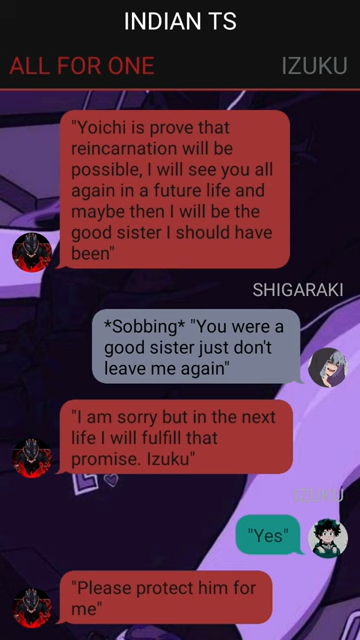 INDIAN TS
ALL FOR ONE
IZUKU
"Yoichi is prove that
reincarnation will be
possible, I will see you all
again in a future life and
maybe then I will be the
good sister I should have
been"
SHIGARAKI
*Sobbing* "You were a
good sister just don't
leave me again"
"I am sorry but in the next
life I will fulfill that
promise. Izuku"
IZUKU
"Yes"
"Please protect him for
me"